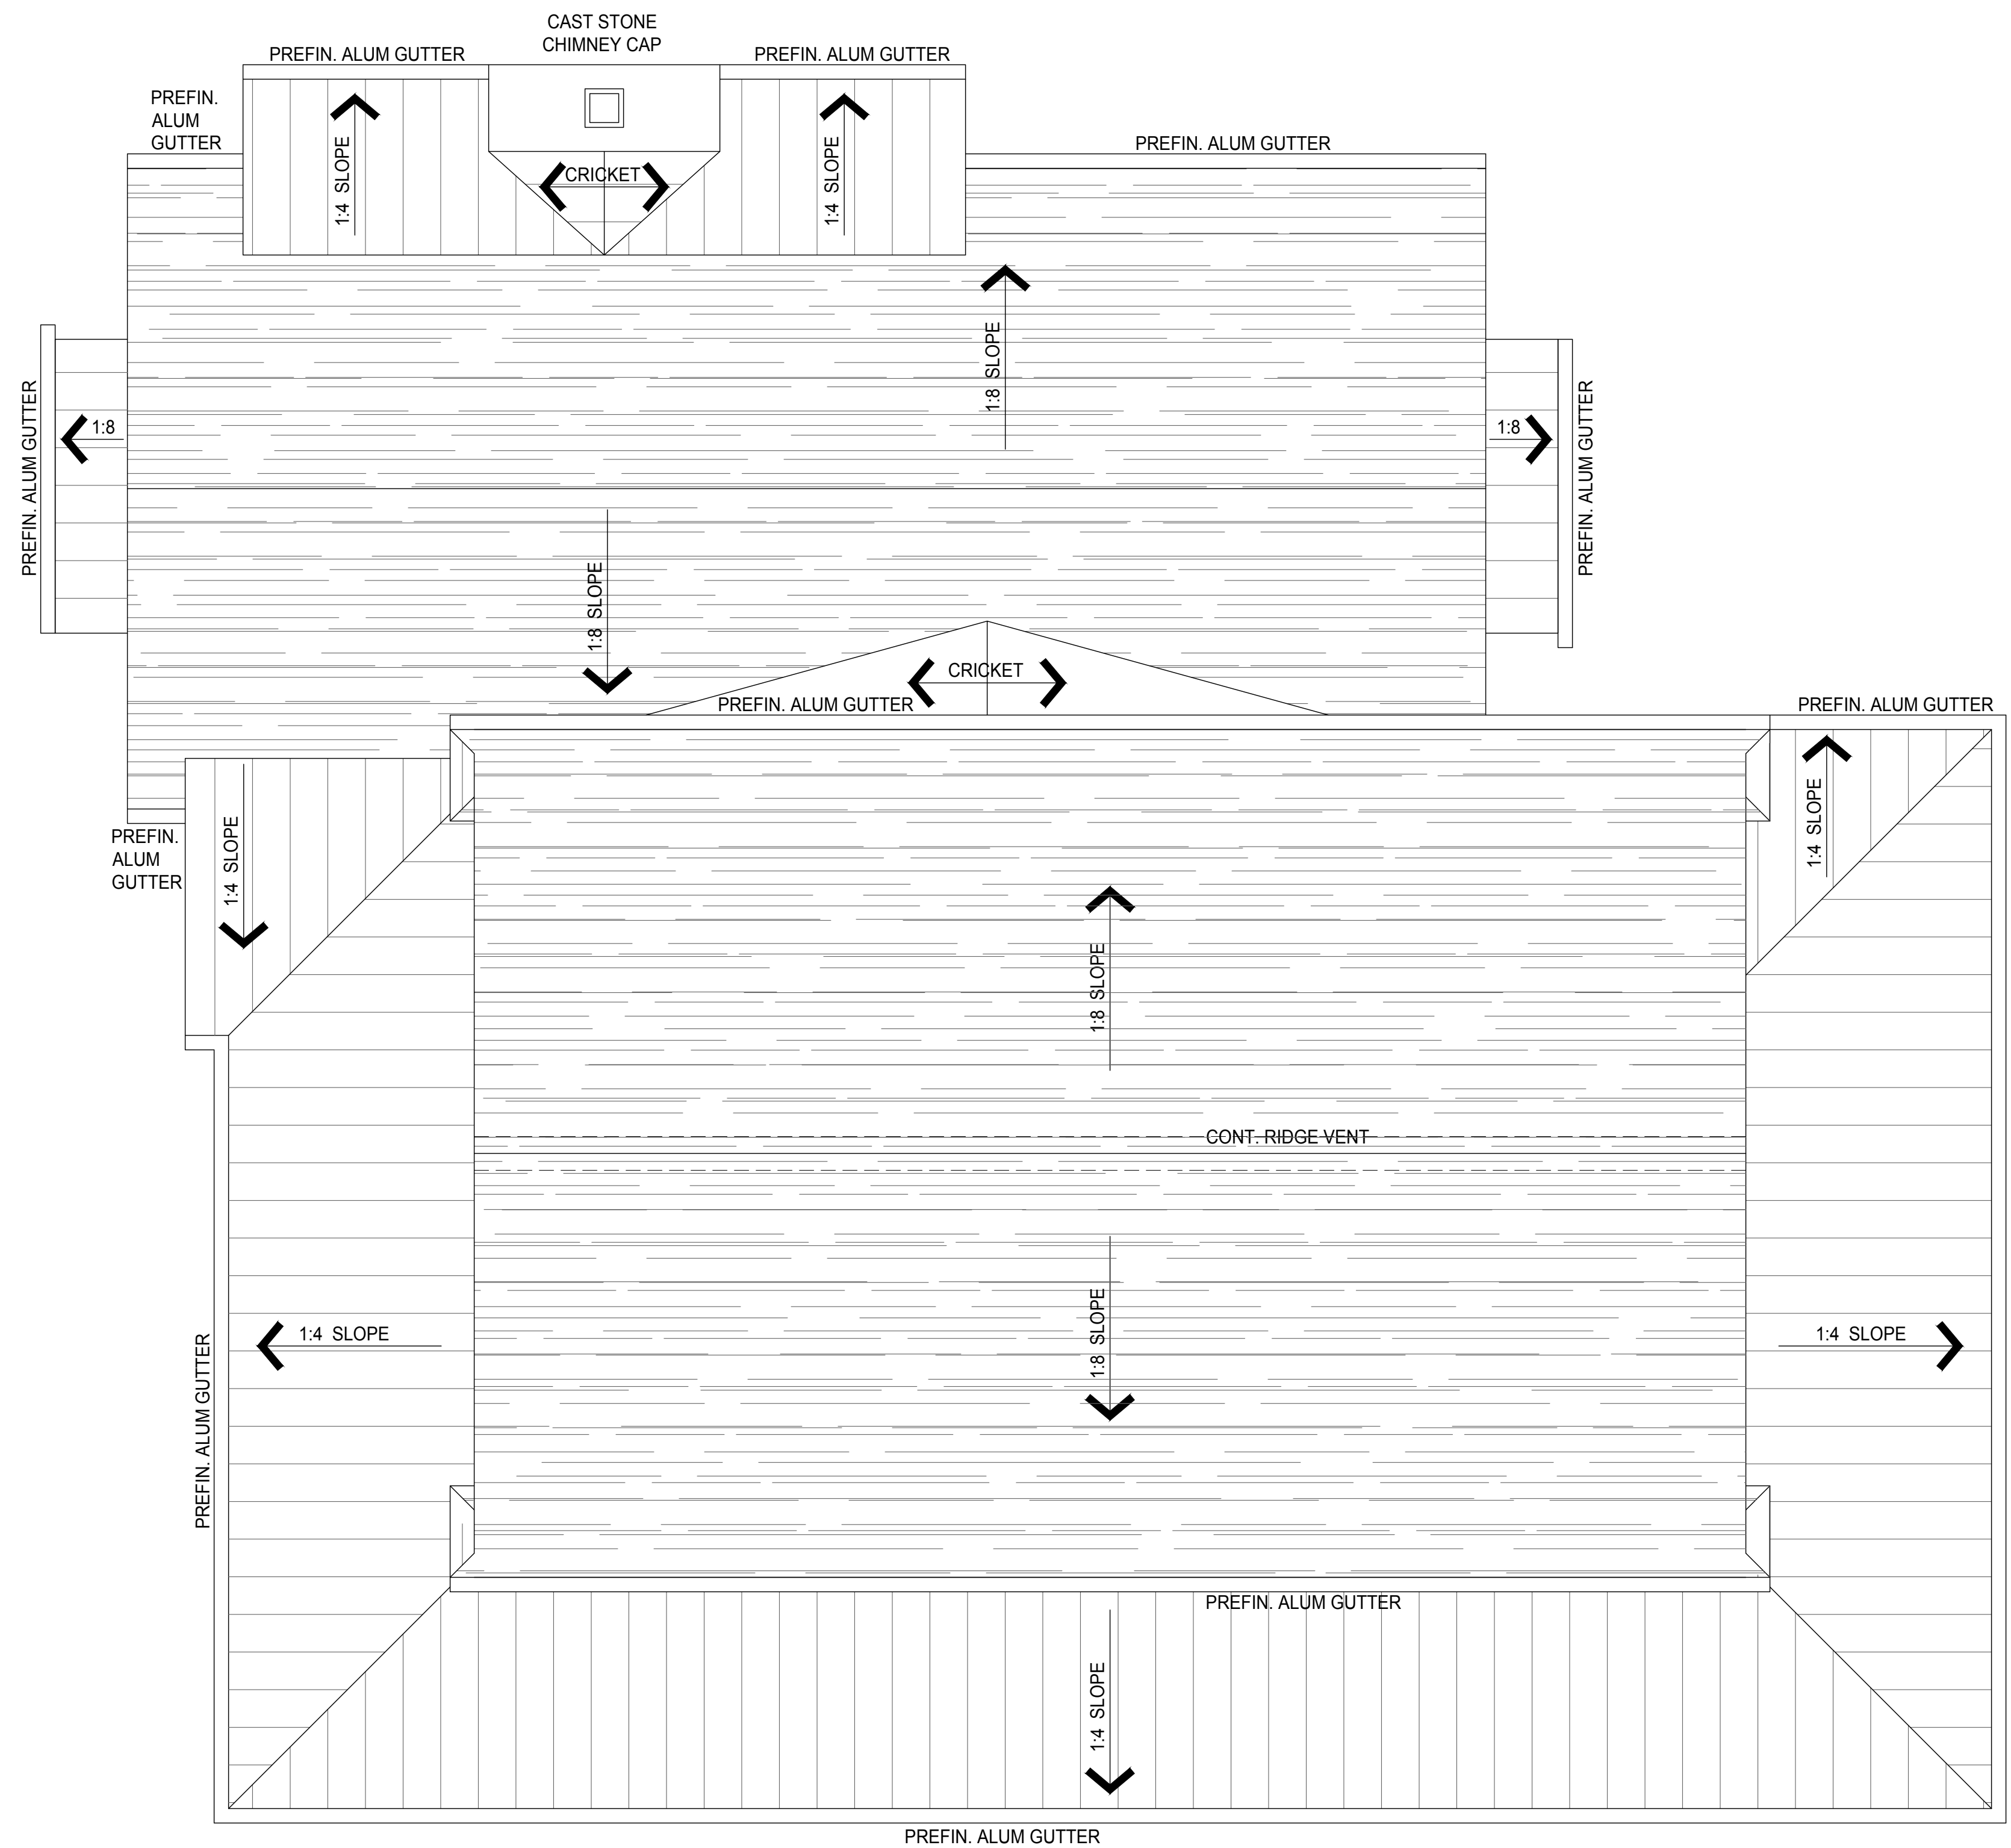 CAST STONE
CHIMNEY CAP
PREFIN. ALUM GUTTER
PREFIN. ALUM GUTTER
PREFIN.
ALUM
GUTTER
PREFIN. ALUM GUTTER
1:4 SLOPE
1:4 SLOPE
CRICKET
1:8 SLOPE
PREFIN. ALUM GUTTER
1:8
1:8
PREFIN. ALUM GUTTER
1:8 SLOPE
CRICKET
PREFIN. ALUM GUTTER
PREFIN. ALUM GUTTER
PREFIN.
ALUM
GUTTER
1:4 SLOPE
1:4 SLOPE
1:8 SLOPE
CONT. RIDGE VENT
1:8 SLOPE
1:4 SLOPE
1:4 SLOPE
PREFIN. ALUM GUTTER
PREFIN. ALUM GUTTER
1:4 SLOPE
PREFIN. ALUM GUTTER